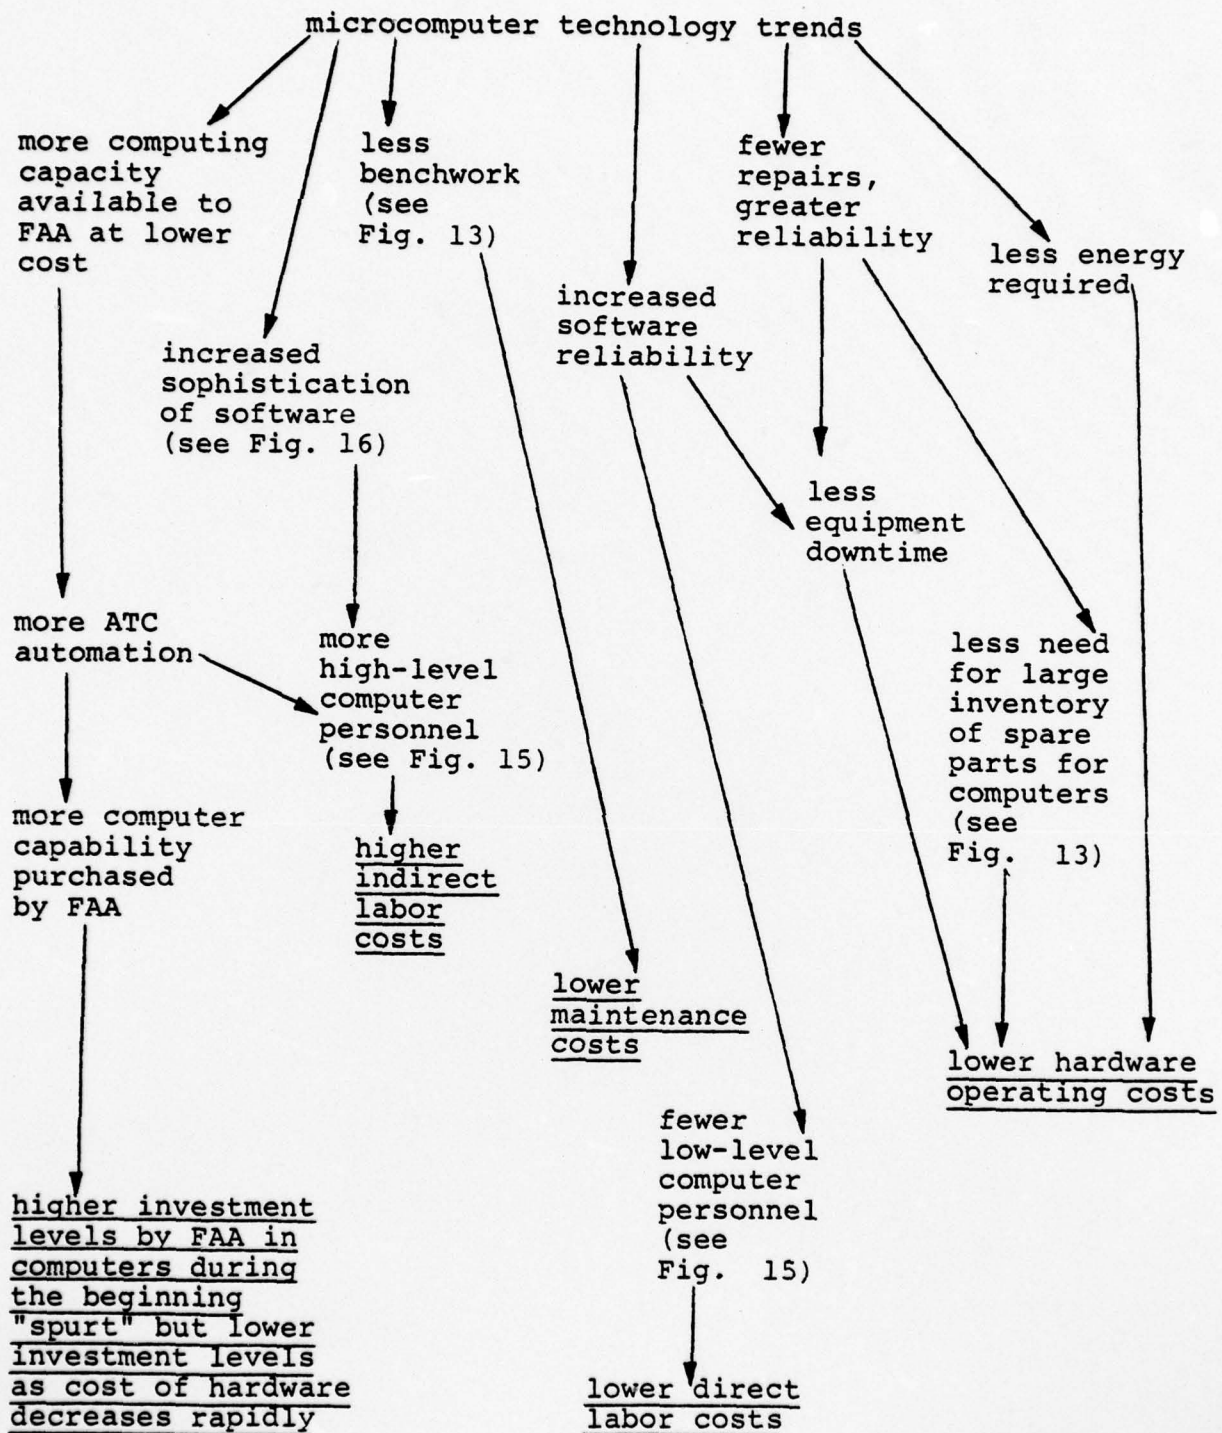 microcomputer technology trends
more computing
capacity
available to
FAA at lower
cost
less
benchwork
(see
Fig. 13)
fewer
repairs,
greater
reliability
less energy
required
increased
software
reliability
increased
sophistication
of software
(see Fig. 16)
less
equipment
downtime
more ATC
automation
more
high-level
computer
personnel
(see Fig. 15)
less need
for large
inventory
of spare
parts for
computers
(see
Fig. 13)
more computer
capability
purchased
by FAA
higher
indirect
labor
costs
lower
maintenance
costs
lower hardware
operating costs
fewer
low-level
computer
personnel
(see
Fig. 15)
higher investment
levels by FAA in
computers during
the beginning
"spurt" but lower
investment levels
as cost of hardware
decreases rapidly
lower direct
labor costs